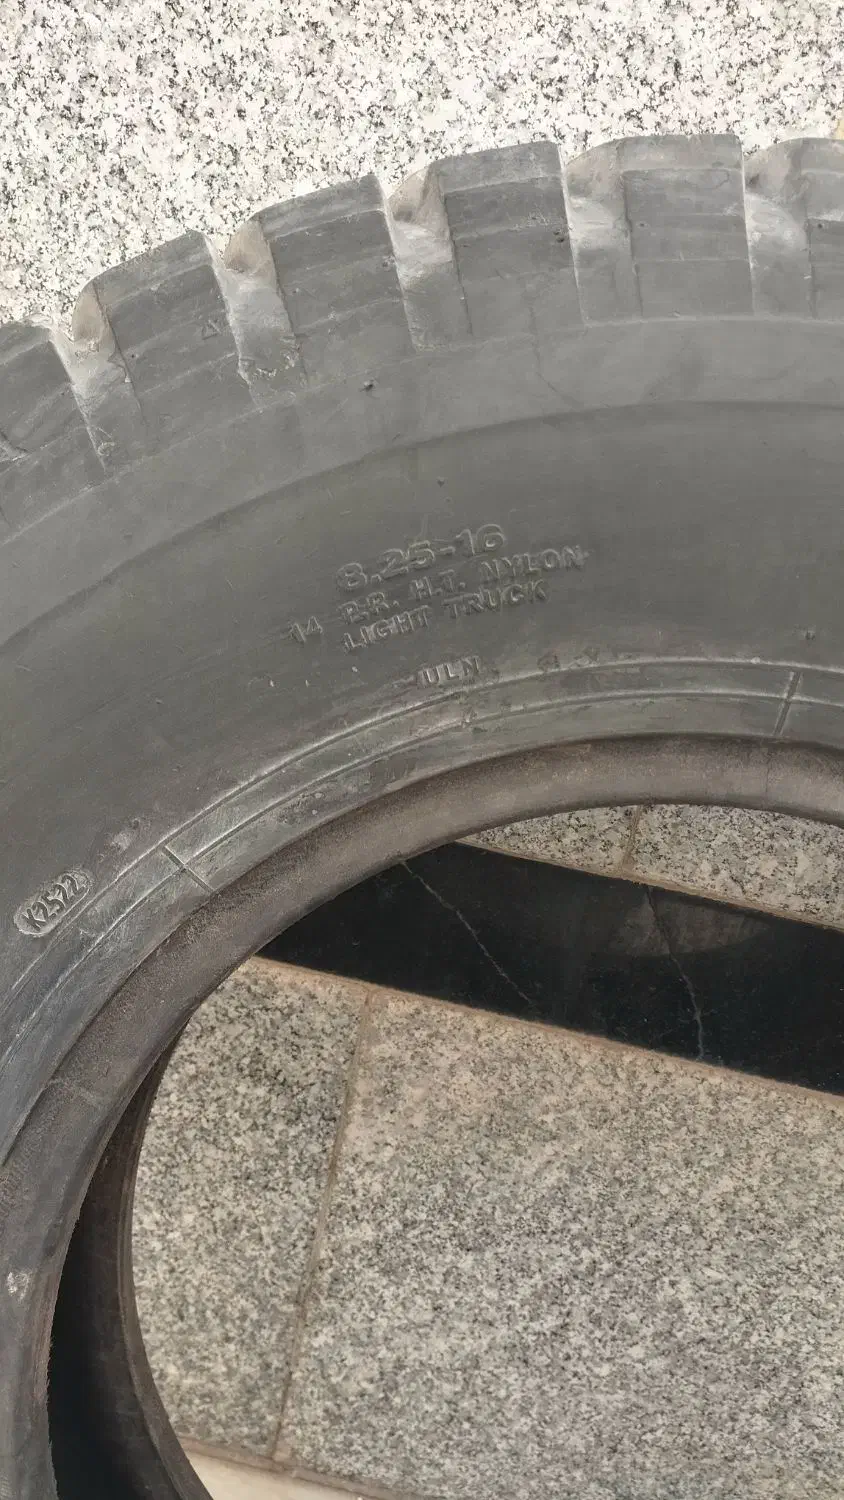 8.25-16
14 P.R. H.T. NYLON
LIGHT TRUCK
ULN
K2522